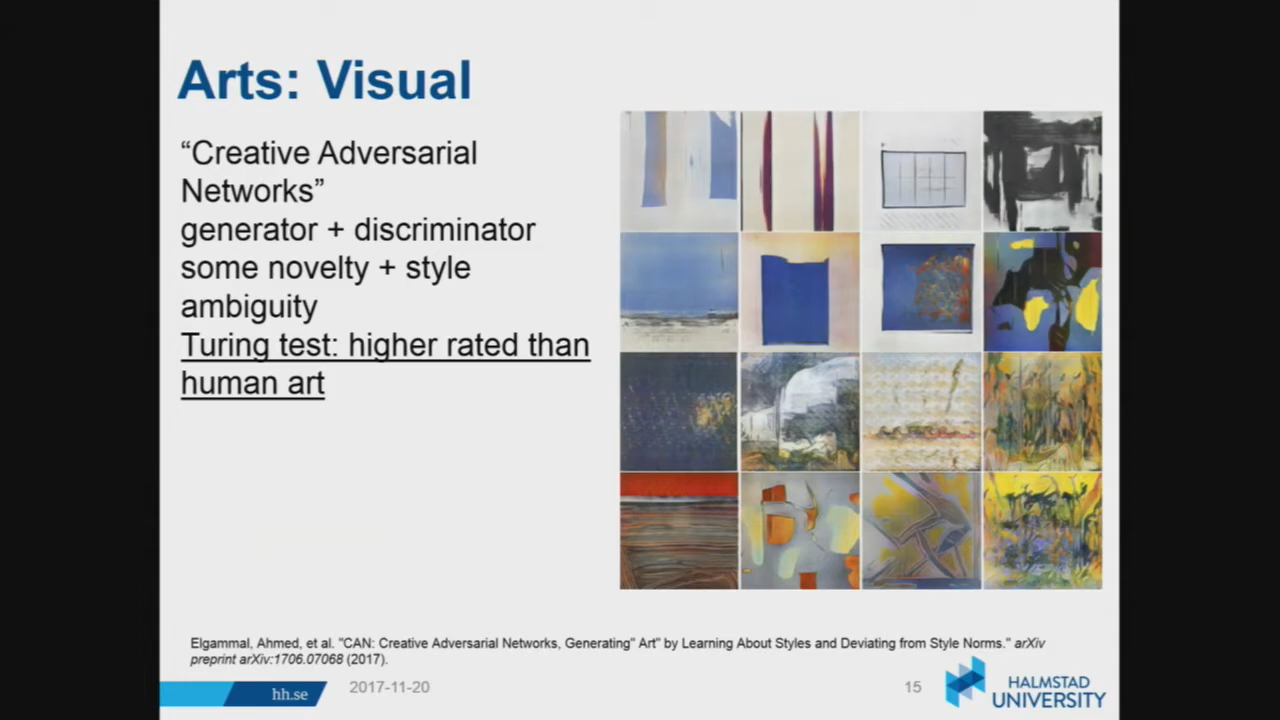 Arts: Visual
“Creative Adversarial
Networks”
generator + discriminator
some novelty + style
ambiguity
Turing test: higher rated than
human art
Elgammal, Ahmed, et al. "CAN: Creative Adversarial Networks, Generating" Art" by Learning About Styles and Deviating from Style Norms." arXiv
preprint arXiv:1706.07068 (2017).
hh.se
2017-11-20
15
HALMSTAD
UNIVERSITY